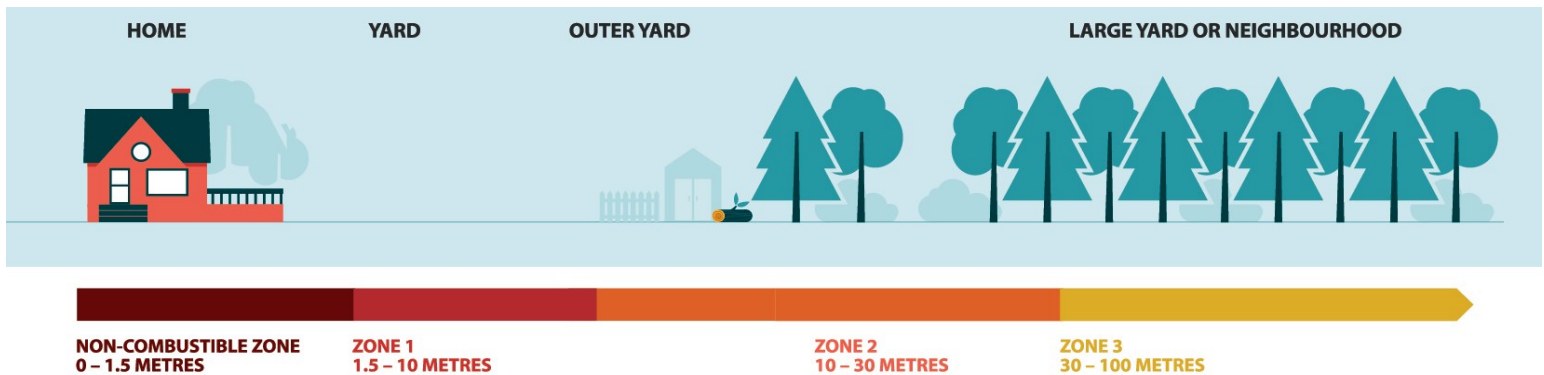 HOME
YARD
OUTER YARD
LARGE YARD OR NEIGHBOURHOOD
NON-COMBUSTIBLE ZONE
0 – 1.5 METRES
ZONE 1
1.5 – 10 METRES
ZONE 2
10 – 30 METRES
ZONE 3
30 – 100 METRES